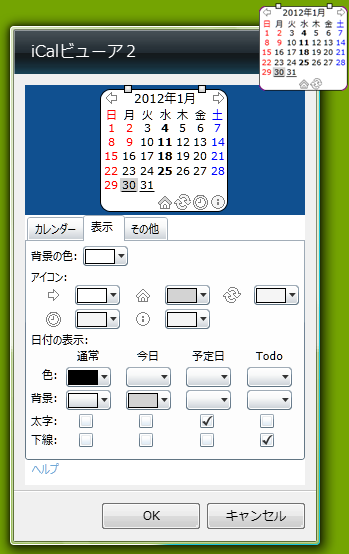 2012年1月
日 月 火 水 木 金 土
1 2 3 4 5 6 7
8 9 10 11 12 13 14
15 16 17 18 19 20 21
22 23 24 25 26 27 28
29 30 31
iCalビューア2
2012年1月
日 月 火 水 木 金 土
1 2 3 4 5 6 7
8 9 10 11 12 13 14
15 16 17 18 19 20 21
22 23 24 25 26 27 28
29 30 31
カレンダー 表示 その他
背景の色:
アイコン:
日付の表示:
通常 今日 予定日 Todo
色:
背景:
太字:
下線:
ヘルプ
OK キャンセル